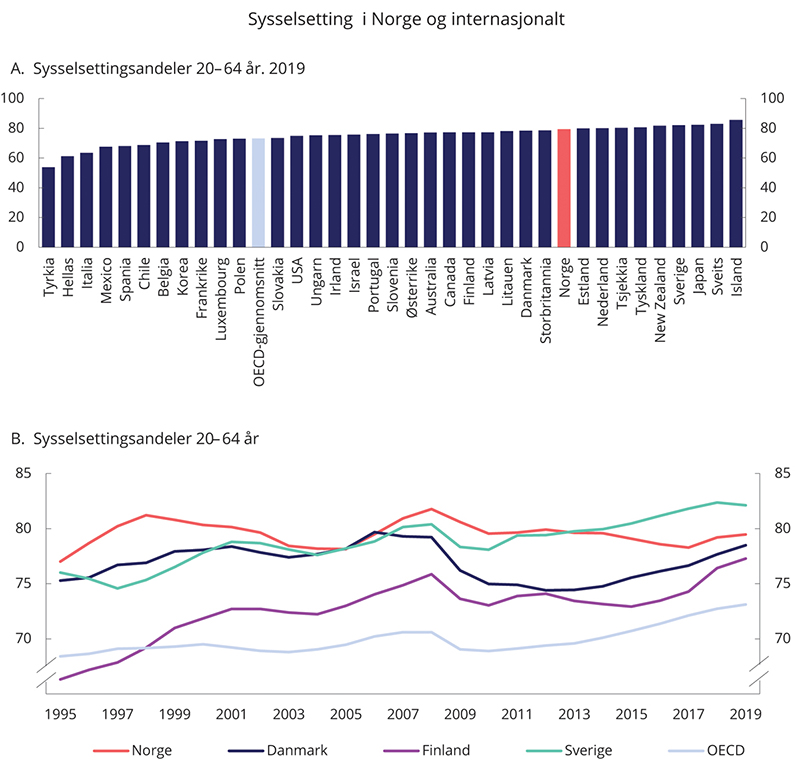 Sysselsetting i Norge og internasjonalt
A. Sysselsettingsandeler 20–64 år. 2019
100 100
80 80
60 60
40 40
20 20
0 0
Tyrkia
Hellas
Italia
Mexico
Spania
Chile
Belgia
Korea
Frankrike
Luxembourg
Polen
OECD-gjennomsnitt
Slovakia
USA
Ungarn
Irland
Israel
Portugal
Slovenia
Østerrike
Australia
Canada
Finland
Latvia
Litauen
Danmark
Storbritannia
Norge
Estland
Nederland
Tsjekkia
Tyskland
New Zealand
Sverige
Japan
Sveits
Island
B. Sysselsettingsandeler 20–64 år
85 85
80 80
75 75
70 70
1995 1997 1999 2001 2003 2005 2007 2009 2011 2013 2015 2017 2019
Norge Danmark Finland Sverige OECD